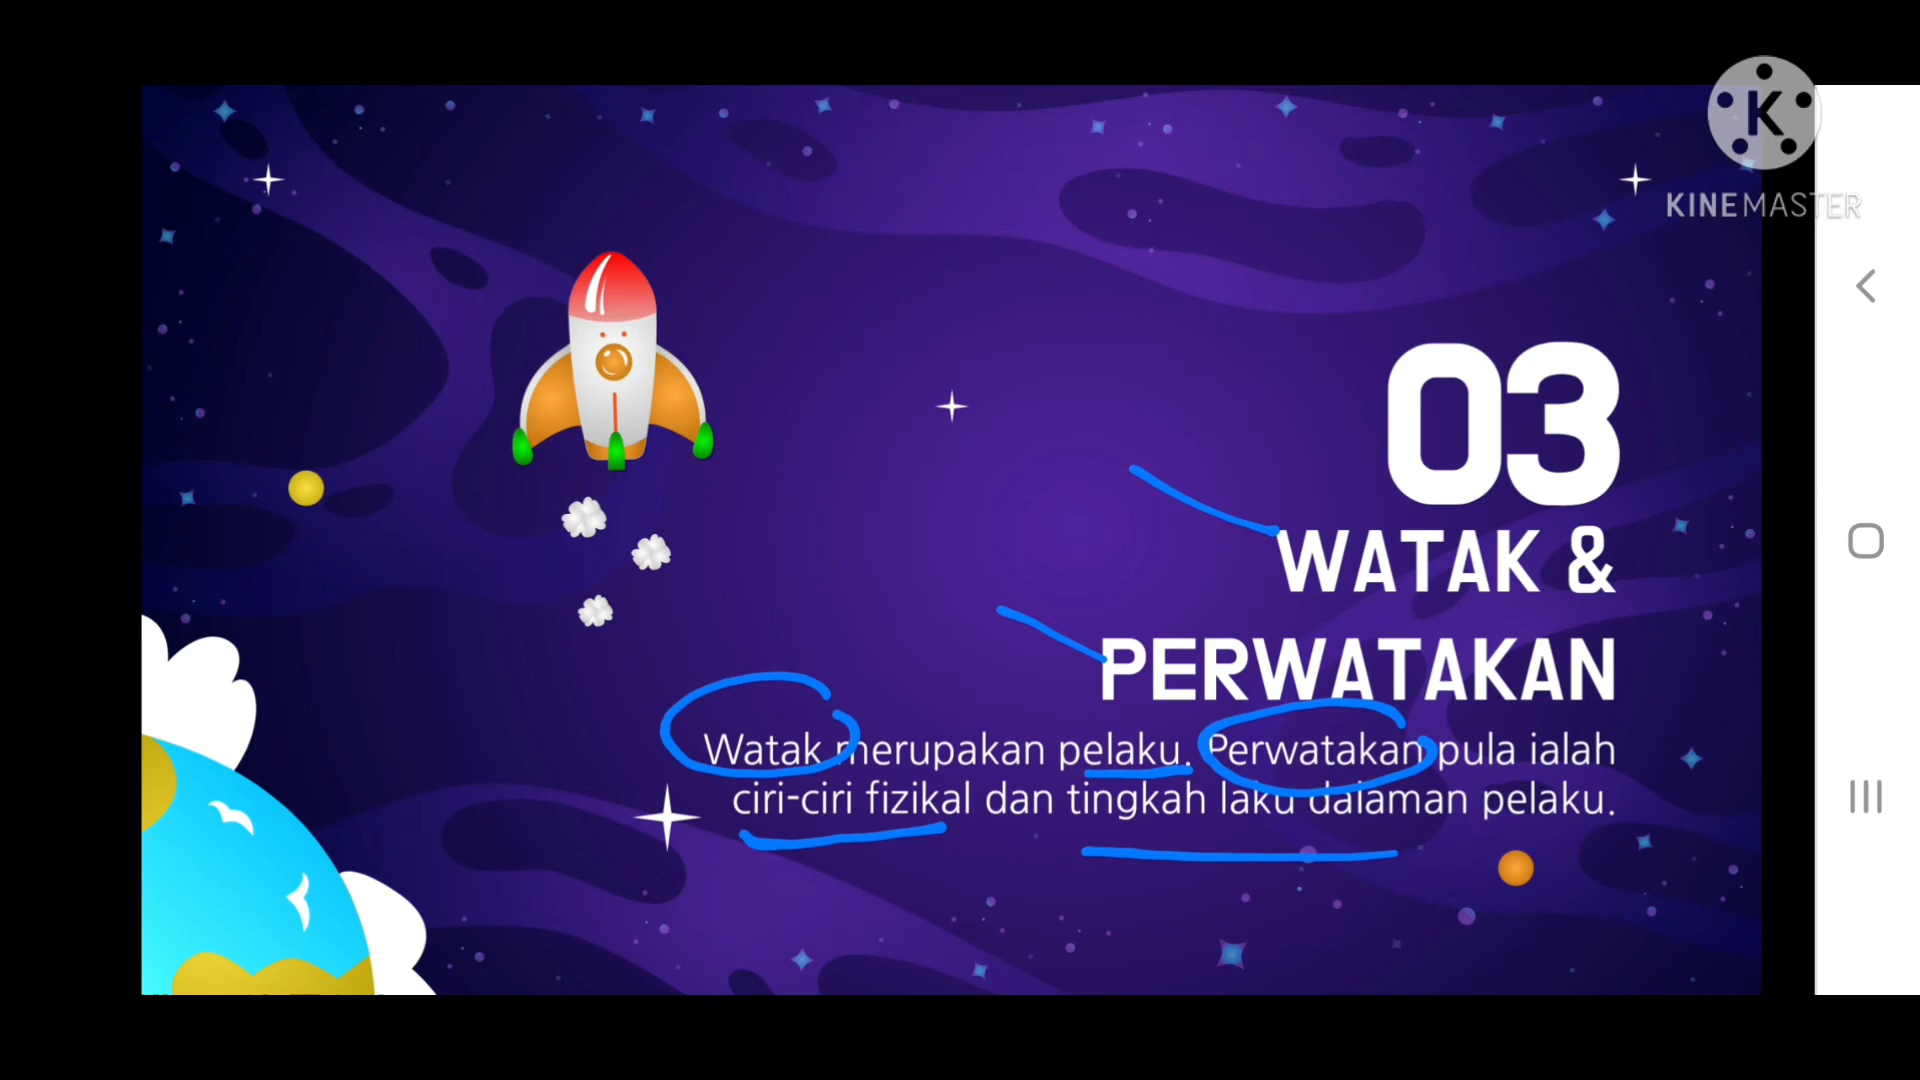 K
KINEMASTER
03
WATAK &
PERWATAKAN
Watak merupakan pelaku. Perwatakan pula ialah
ciri-ciri fizikal dan tingkah laku dalaman pelaku.